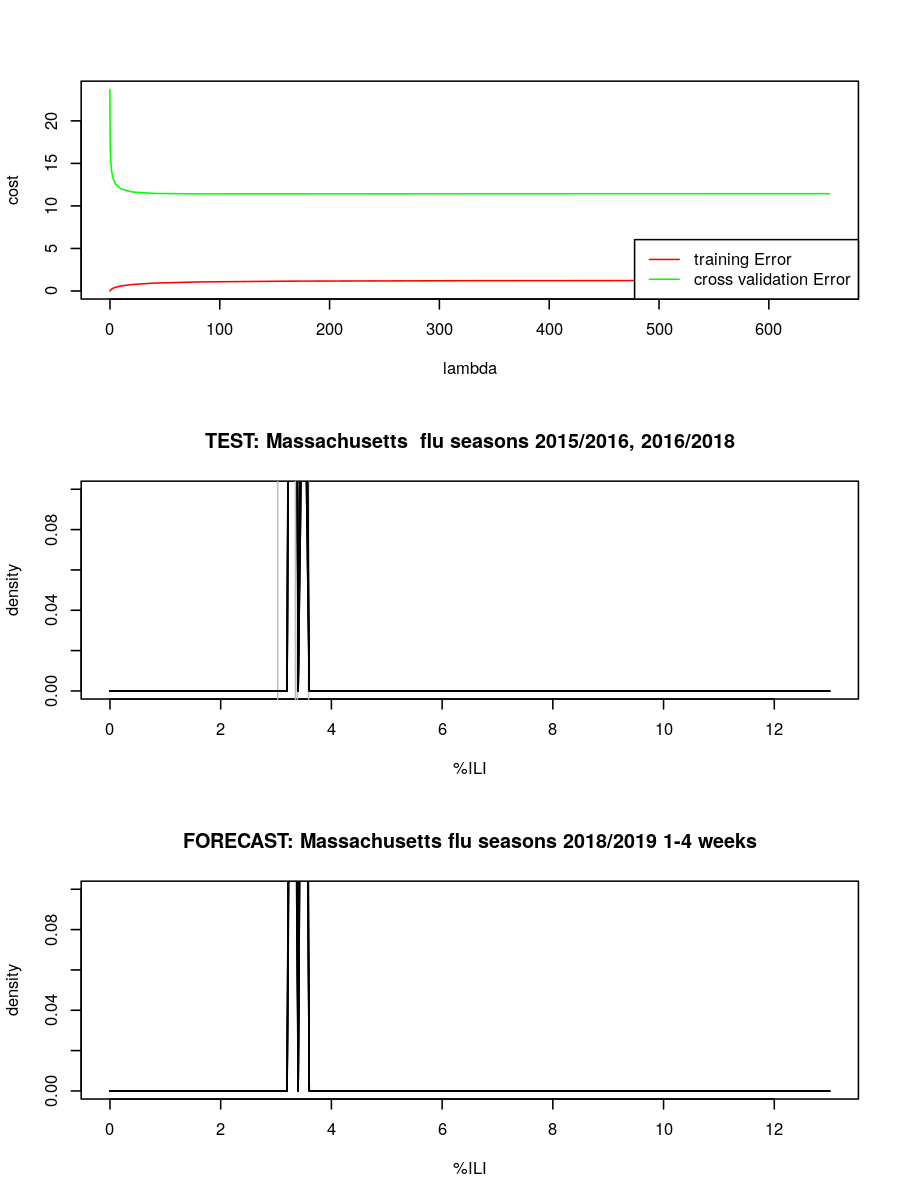 cost
20
15
10
5
0
training Error
cross validation Error
0 100 200 300 400 500 600
lambda
TEST: Massachusetts  flu seasons 2015/2016, 2016/2018
density
0.08
0.04
0.00
0 2 4 6 8 10 12
%ILI
FORECAST: Massachusetts flu seasons 2018/2019 1-4 weeks
density
0.08
0.04
0.00
0 2 4 6 8 10 12
%ILI